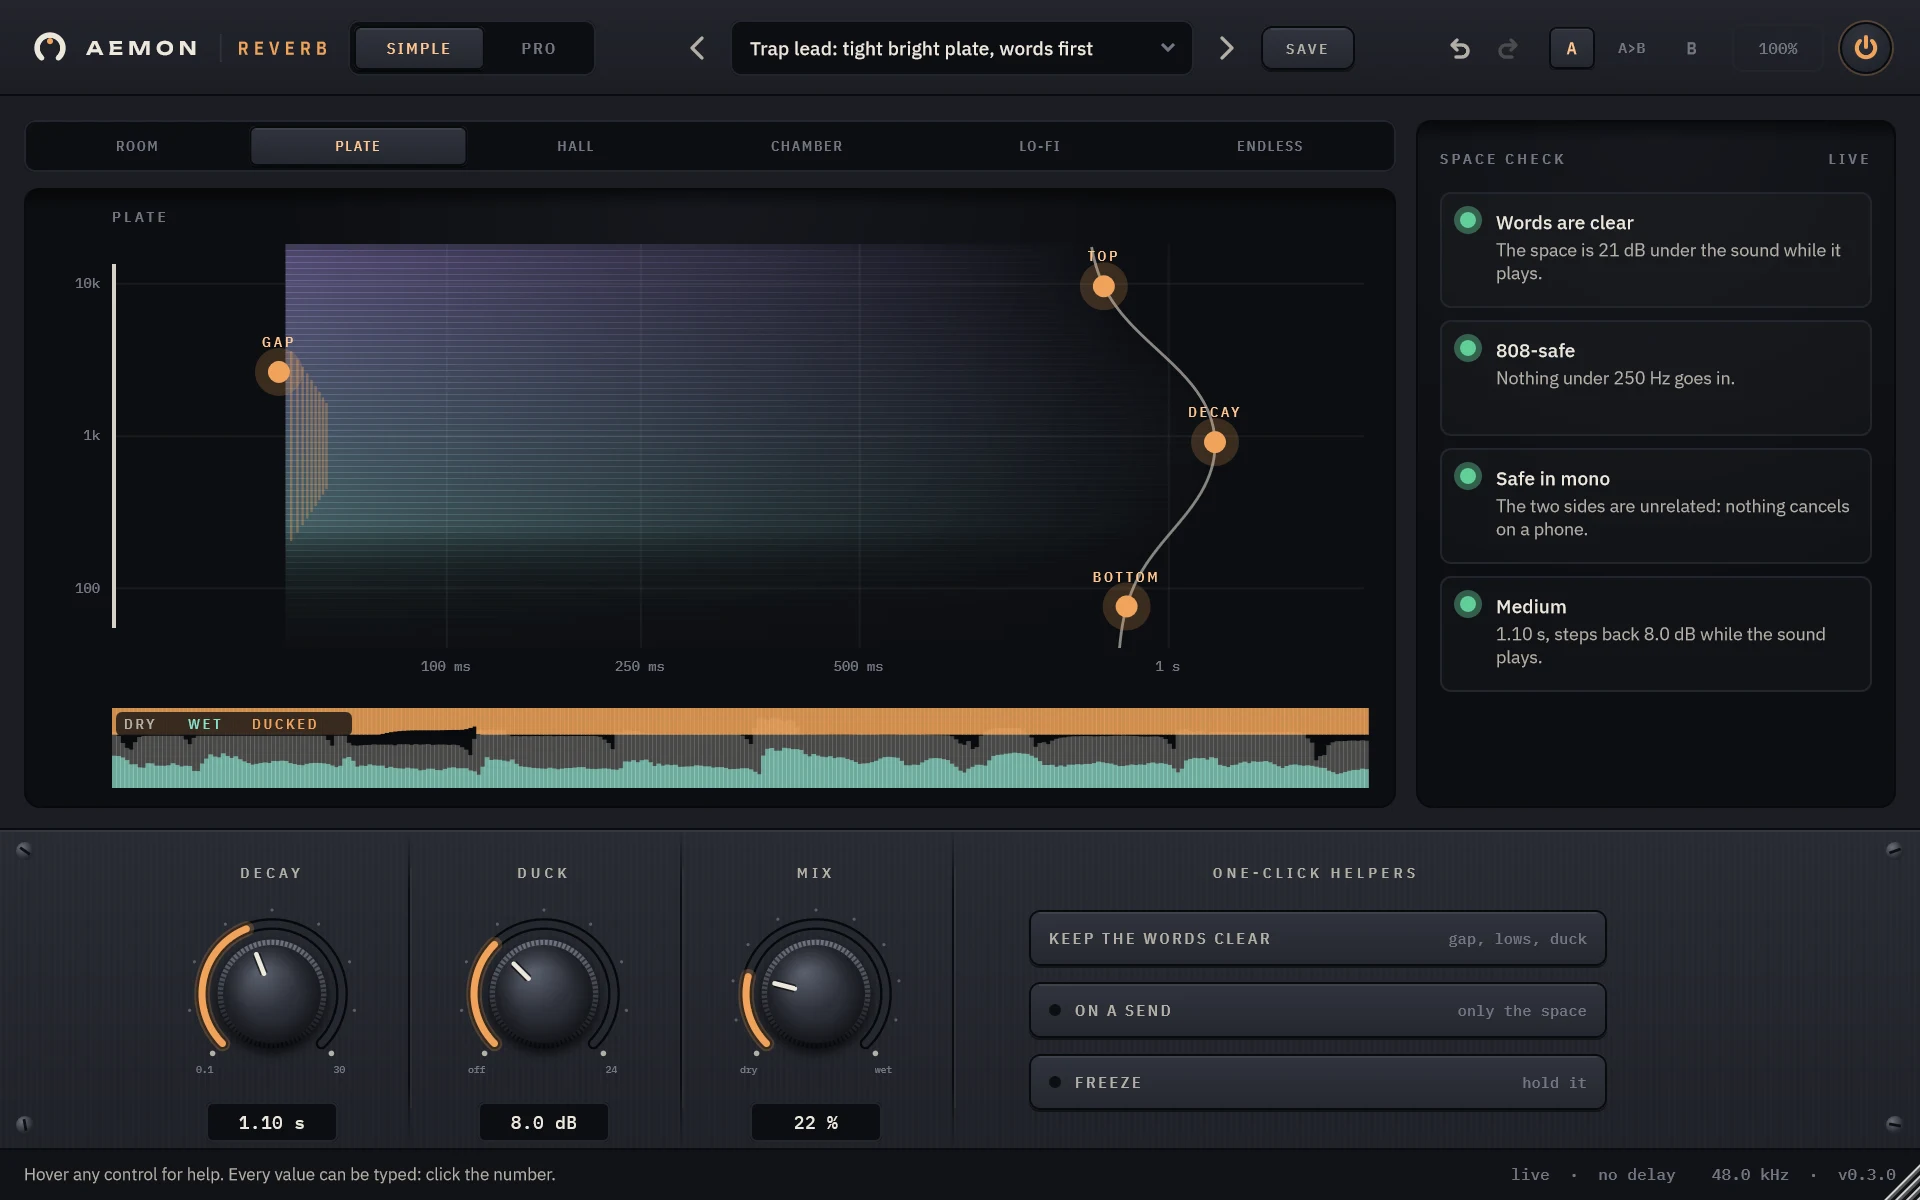 AEMON REVERB SIMPLE PRO Trap lead: tight bright plate, words first SAVE A A>B B 100%
ROOM PLATE HALL CHAMBER LO-FI ENDLESS
PLATE
10k
1k
100
TOP
GAP
DECAY
BOTTOM
100 ms 250 ms 500 ms 1 s
DRY WET DUCKED
SPACE CHECK LIVE
Words are clear
The space is 21 dB under the sound while it
plays.
808-safe
Nothing under 250 Hz goes in.
Safe in mono
The two sides are unrelated: nothing cancels
on a phone.
Medium
1.10 s, steps back 8.0 dB while the sound
plays.
DECAY
0.1 30
1.10 s
DUCK
off 24
8.0 dB
MIX
dry wet
22 %
ONE-CLICK HELPERS
KEEP THE WORDS CLEAR gap, lows, duck
ON A SEND only the space
FREEZE hold it
Hover any control for help. Every value can be typed: click the number.
live · no delay 48.0 kHz · v0.3.0